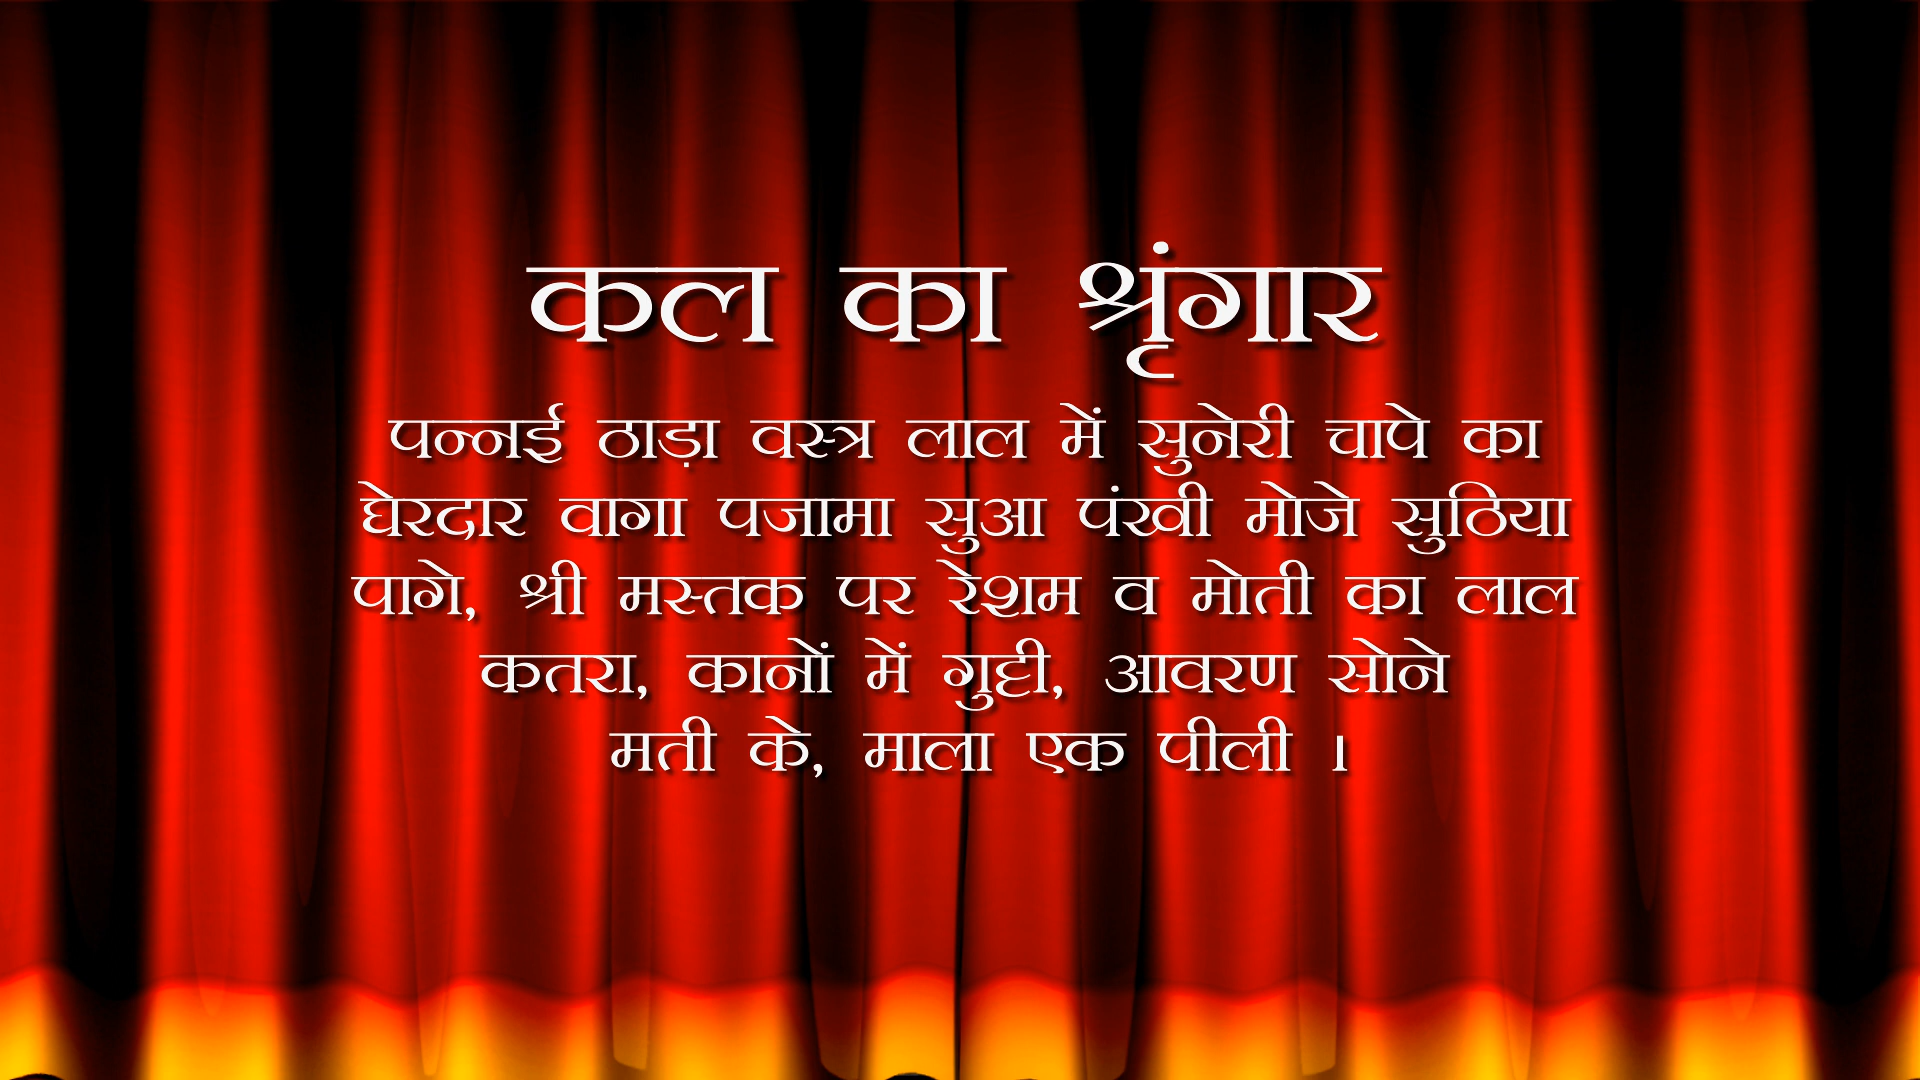 कल का श्रृंगार
पन्नई ठाड़ा वस्त्र लाल में सुनेरी चापे का
घेरदार वागा पजामा सुआ पंखी मोजे सुठिया
पागे, श्री मस्तक पर रेशम व मोती का लाल
कतरा, कानों में गुट्टी, आवरण सोने
मती के, माला एक पीली ।